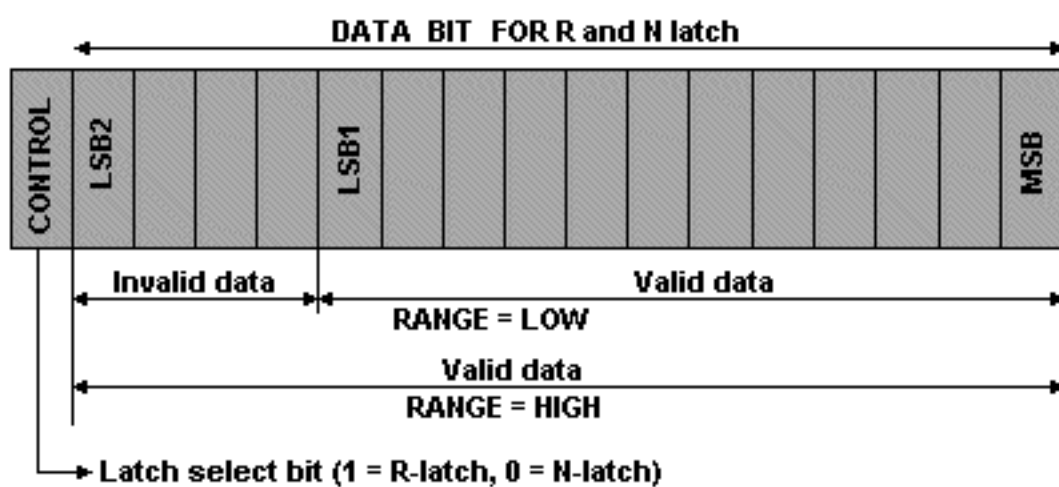 DATA BIT FOR R and N latch
CONTROL
LSB2
LSB1
MSB
Invalid data
Valid data
RANGE = LOW
Valid data
RANGE = HIGH
Latch select bit (1 = R-latch, 0 = N-latch)